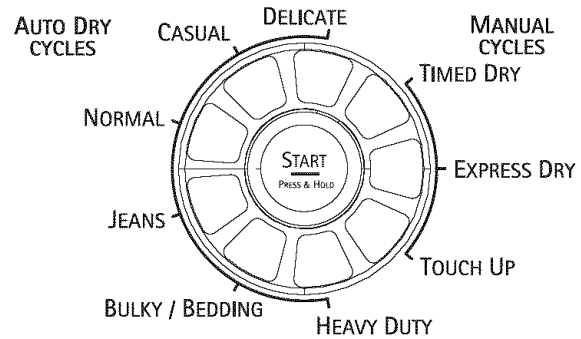 AUTO DRY
CYCLES
CASUAL
DELICATE
MANUAL
CYCLES
TIMED DRY
NORMAL
START
PRESS & HOLD
EXPRESS DRY
JEANS
TOUCH UP
BULKY / BEDDING
HEAVY DUTY